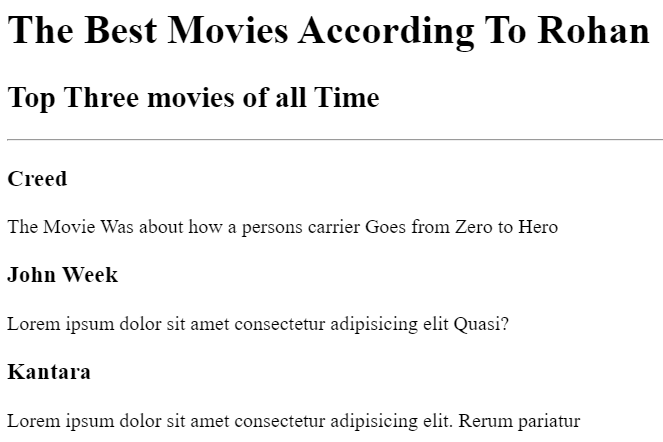 The Best Movies According To Rohan
Top Three movies of all Time
Creed
The Movie Was about how a persons carrier Goes from Zero to Hero
John Week
Lorem ipsum dolor sit amet consectetur adipisicing elit Quasi?
Kantara
Lorem ipsum dolor sit amet consectetur adipisicing elit. Rerum pariatur